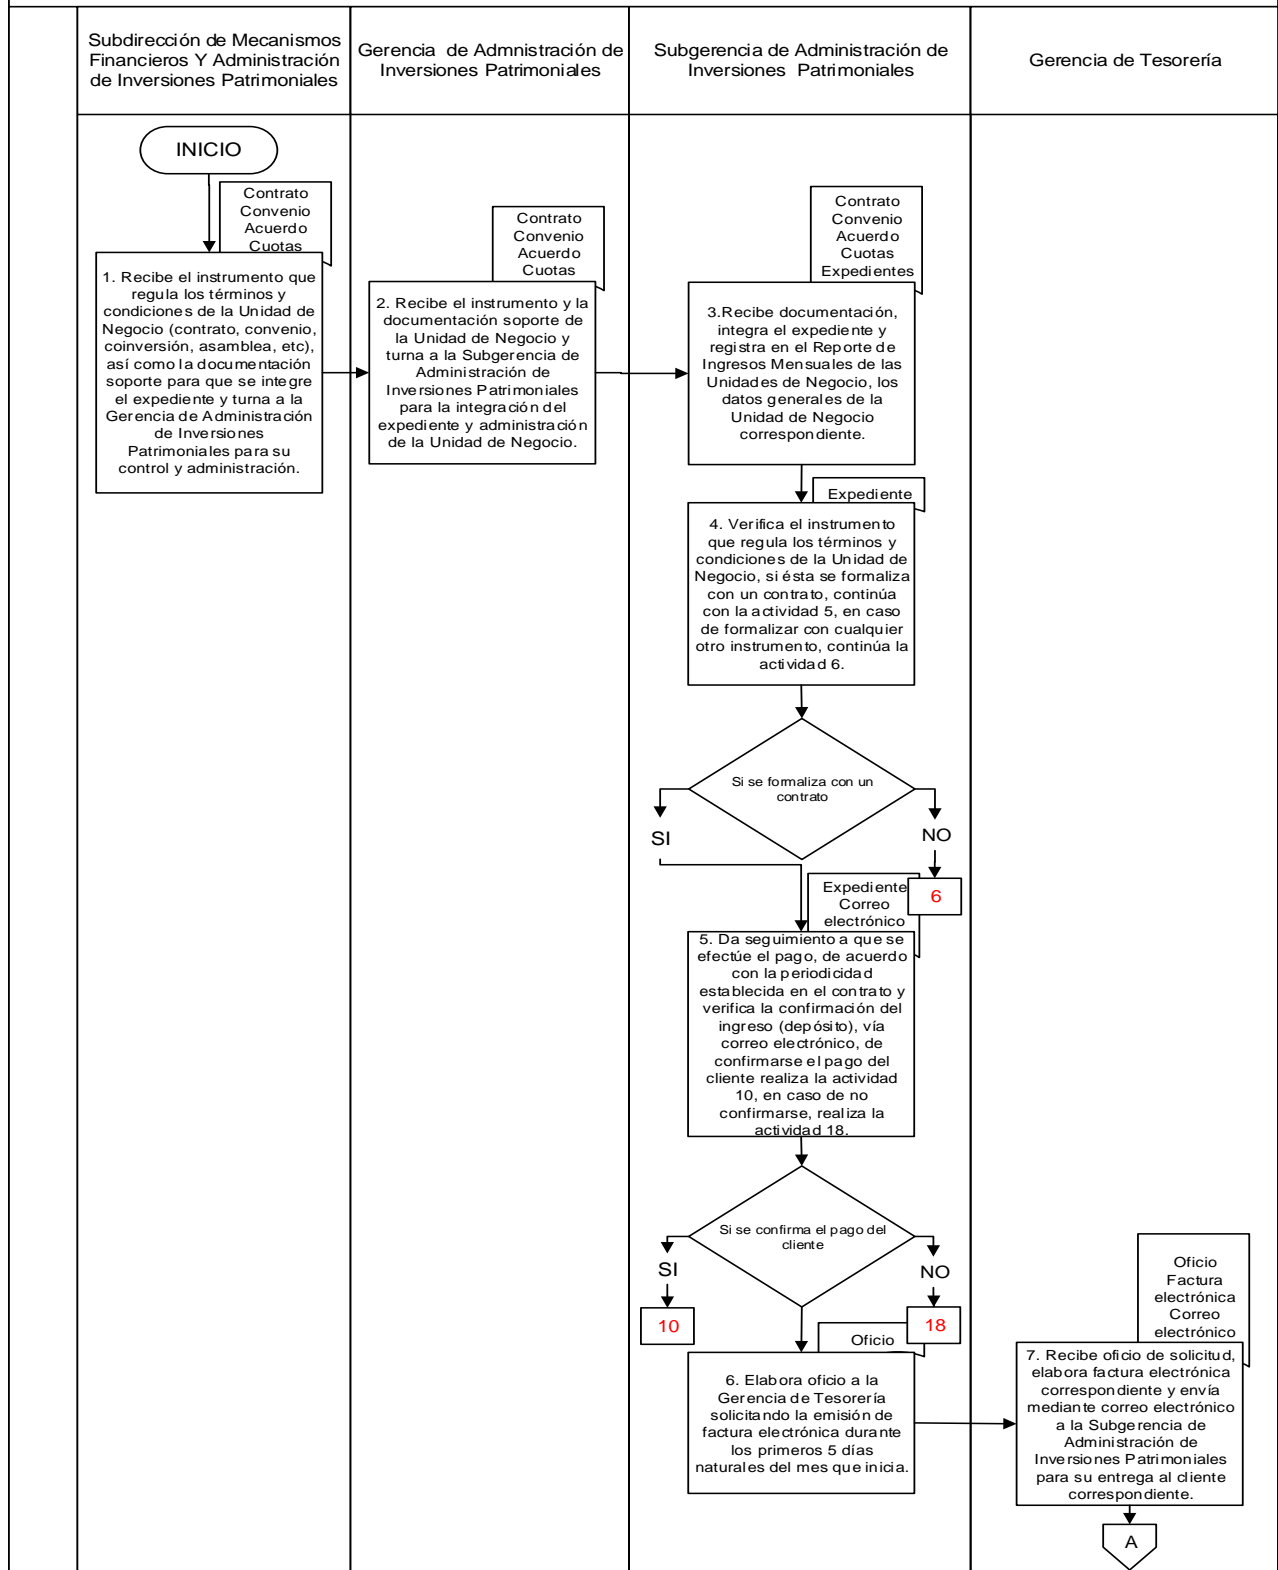 Subdirección de Mecanismos
Financieros Y Administración
de Inversiones Patrimoniales
Gerencia de Admnistración de
Inversiones Patrimoniales
Subgerencia de Administración de
Inversiones Patrimoniales
Gerencia de Tesorería
INICIO
Contrato
Convenio
Acuerdo
Cuotas
1. Recibe el instrumento que
regula los términos y
condiciones de la Unidad de
Negocio (contrato, convenio,
coinversión, asamblea, etc),
así como la documentación
soporte para que se integre
el expediente y turna a la
Gerencia de Administración
de Inversiones
Patrimoniales para su
control y administración.
Contrato
Convenio
Acuerdo
Cuotas
2. Recibe el instrumento y la
documentación soporte de
la Unidad de Negocio y
turna a la Subgerencia de
Administración de
Inversiones Patrimoniales
para la integración del
expediente y administración
de la Unidad de Negocio.
Contrato
Convenio
Acuerdo
Cuotas
Expedientes
3.Recibe documentación,
integra el expediente y
registra en el Reporte de
Ingresos Mensuales de las
Unidades de Negocio, los
datos generales de la
Unidad de Negocio
correspondiente.
Expediente
4. Verifica el instrumento
que regula los términos y
condiciones de la Unidad de
Negocio, si ésta se formaliza
con un contrato, continúa
con la actividad 5, en caso
de formalizar con cualquier
otro instrumento, continúa la
actividad 6.
Si se formaliza con un
contrato
SI
NO
6
Expediente
Correo
electrónico
5. Da seguimiento a que se
efectúe el pago, de acuerdo
con la periodicidad
establecida en el contrato y
verifica la confirmación del
ingreso (depósito), vía
correo electrónico, de
confirmarse el pago del
cliente realiza la actividad
10, en caso de no
confirmarse, realiza la
actividad 18.
Si se confirma el pago del
cliente
SI
NO
10
18
Oficio
6. Elabora oficio a la
Gerencia de Tesorería
solicitando la emisión de
factura electrónica durante
los primeros 5 días
naturales del mes que inicia.
Oficio
Factura
electrónica
Correo
electrónico
7. Recibe oficio de solicitud,
elabora factura electrónica
correspondiente y envía
mediante correo electrónico
a la Subgerencia de
Administración de
Inversiones Patrimoniales
para su entrega al cliente
correspondiente.
A